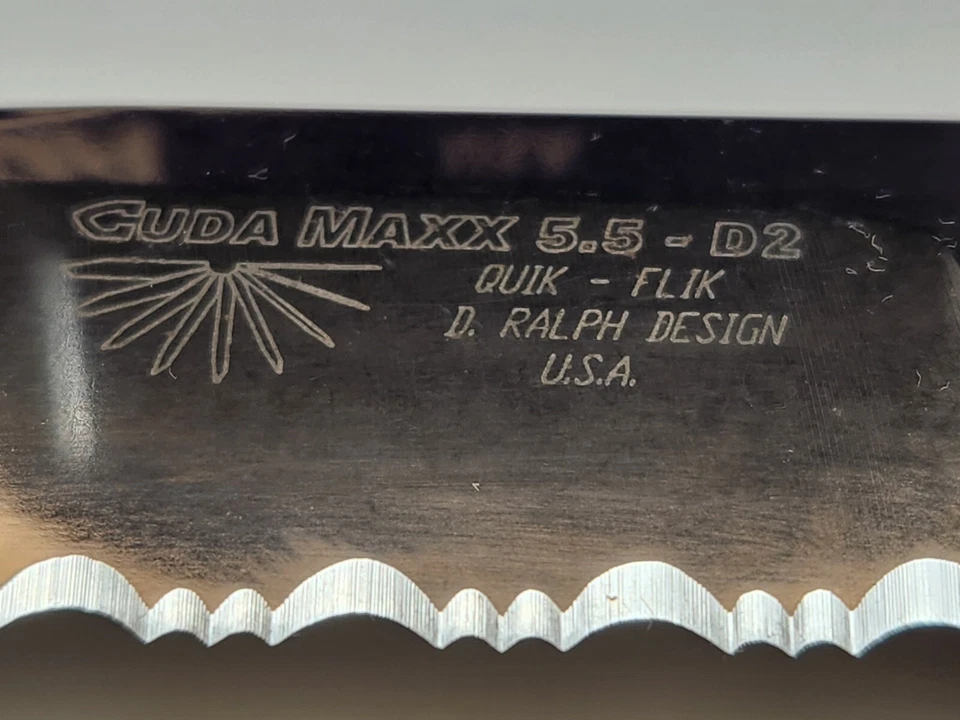 CUDA MAXX 5.5 - D2
QUIK - FLIK
D. RALPH DESIGN
U.S.A.